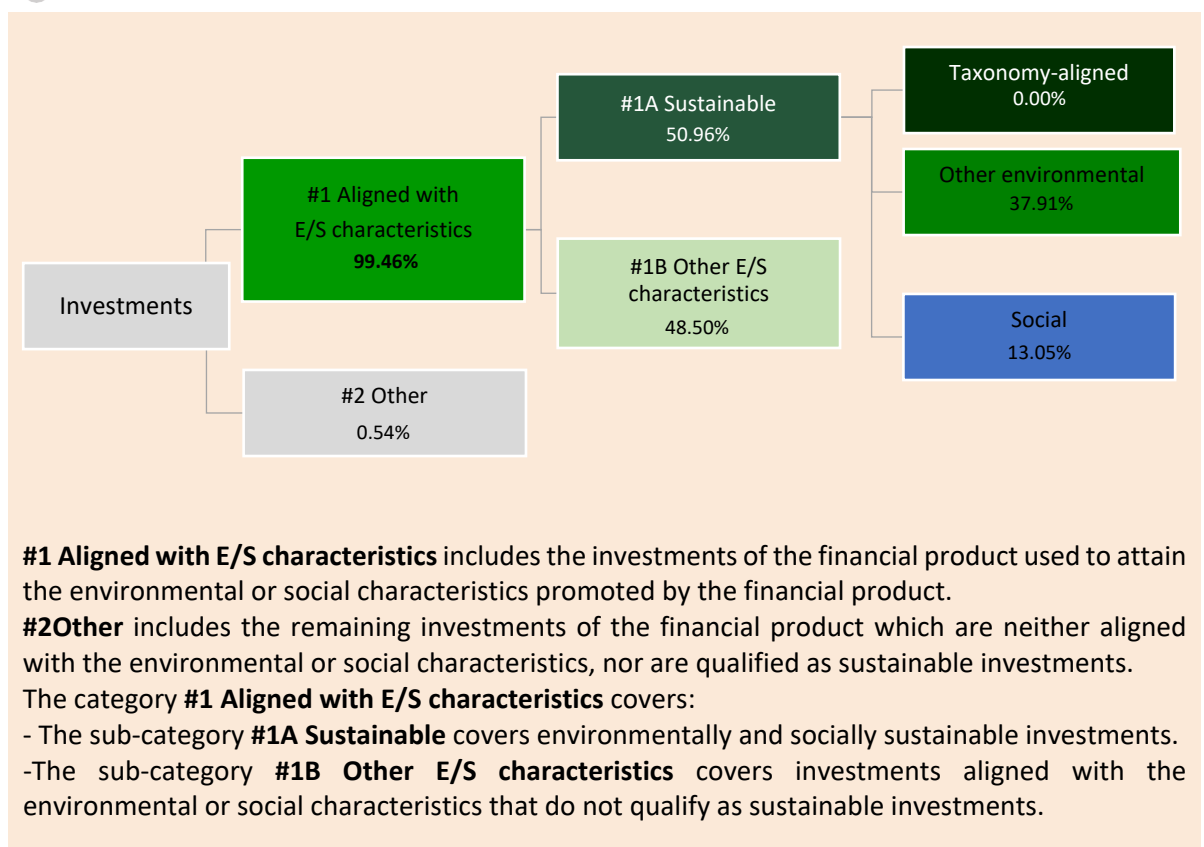 Investments
#1 Aligned with
E/S characteristics
99.46%
#2 Other
0.54%
#1A Sustainable
50.96%
#1B Other E/S
characteristics
48.50%
Taxonomy-aligned
0.00%
Other environmental
37.91%
Social
13.05%
#1 Aligned with E/S characteristics includes the investments of the financial product used to attain
the environmental or social characteristics promoted by the financial product.
#2Other includes the remaining investments of the financial product which are neither aligned
with the environmental or social characteristics, nor are qualified as sustainable investments.
The category #1 Aligned with E/S characteristics covers:
- The sub-category #1A Sustainable covers environmentally and socially sustainable investments.
-The sub-category #1B Other E/S characteristics covers investments aligned with the
environmental or social characteristics that do not qualify as sustainable investments.